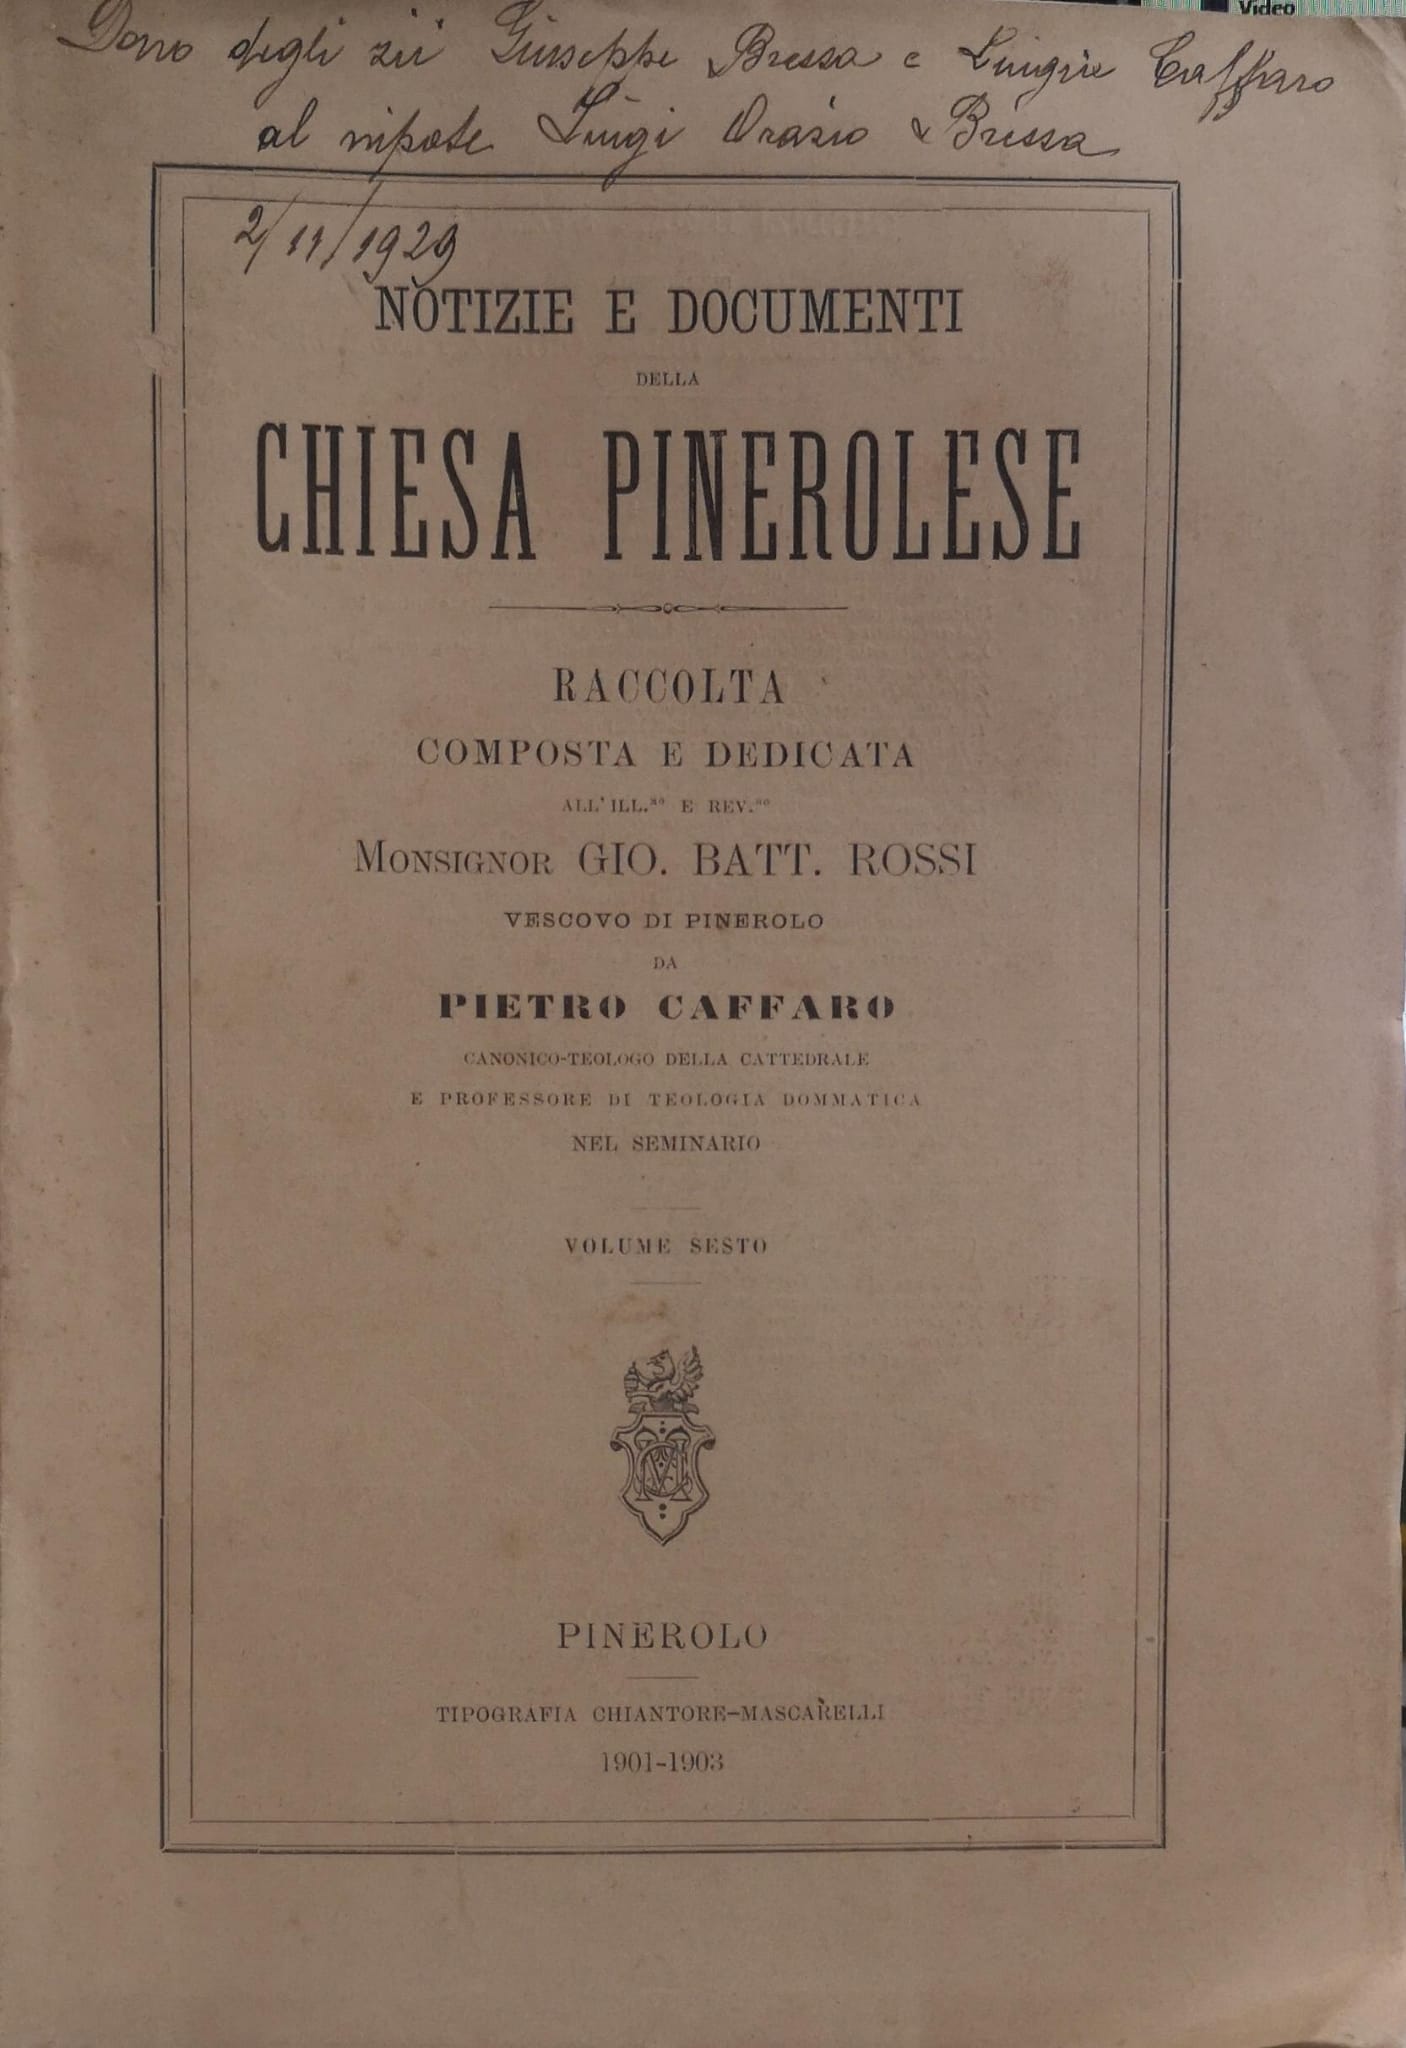 Video
Dono degli zii Giuseppe Bressa e Luigia Caffaro
al nipote Luigi Orazio Bressa
2/11/1929
NOTIZIE E DOCUMENTI
DELLA
CHIESA PINEROLESE
RACCOLTA
COMPOSTA E DEDICATA
ALL'ILL.mo E REV.mo
MONSIGNOR GIO. BATT. ROSSI
VESCOVO DI PINEROLO
DA
PIETRO CAFFARO
CANONICO-TEOLOGO DELLA CATTEDRALE
E PROFESSORE DI TEOLOGIA DOMMATICA
NEL SEMINARIO
VOLUME SESTO
PINEROLO
TIPOGRAFIA CHIANTORE-MASCARELLI
1901-1903